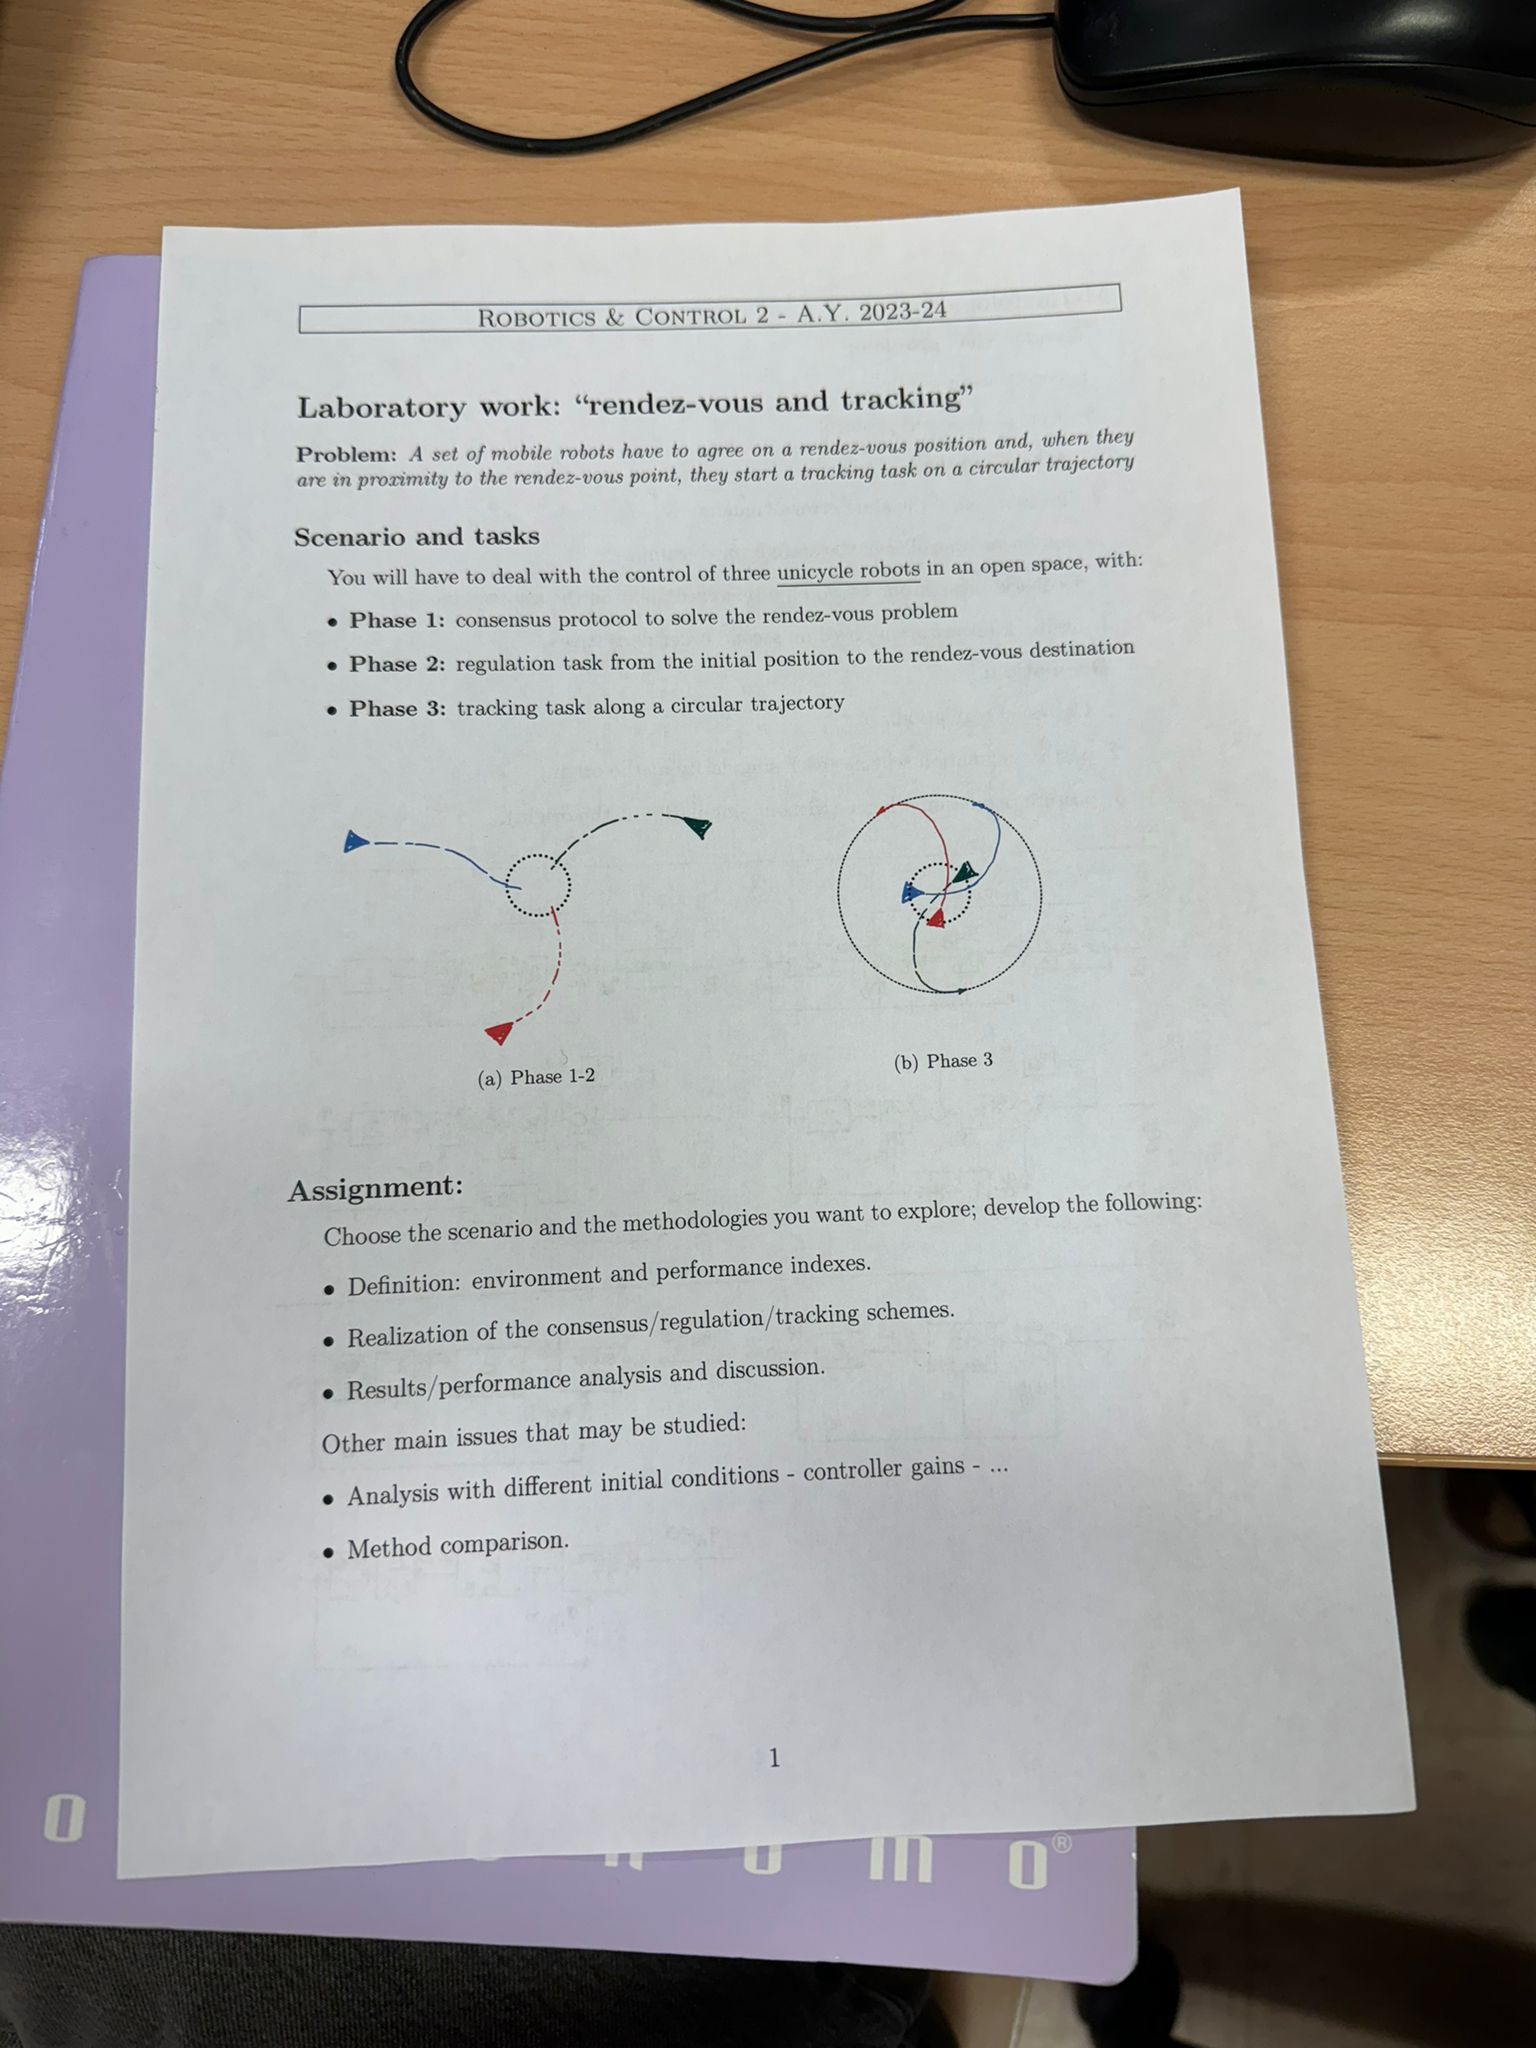 ROBOTICS & CONTROL 2 - A.Y. 2023-24
Laboratory work: “rendez-vous and tracking”
Problem: A set of mobile robots have to agree on a rendez-vous position and, when they
are in proximity to the rendez-vous point, they start a tracking task on a circular trajectory
Scenario and tasks
You will have to deal with the control of three unicycle robots in an open space, with:
• Phase 1: consensus protocol to solve the rendez-vous problem
• Phase 2: regulation task from the initial position to the rendez-vous destination
• Phase 3: tracking task along a circular trajectory
(a) Phase 1-2
(b) Phase 3
Assignment:
Choose the scenario and the methodologies you want to explore; develop the following:
• Definition: environment and performance indexes.
• Realization of the consensus/regulation/tracking schemes.
• Results/performance analysis and discussion.
Other main issues that may be studied:
• Analysis with different initial conditions - controller gains - ...
• Method comparison.
1